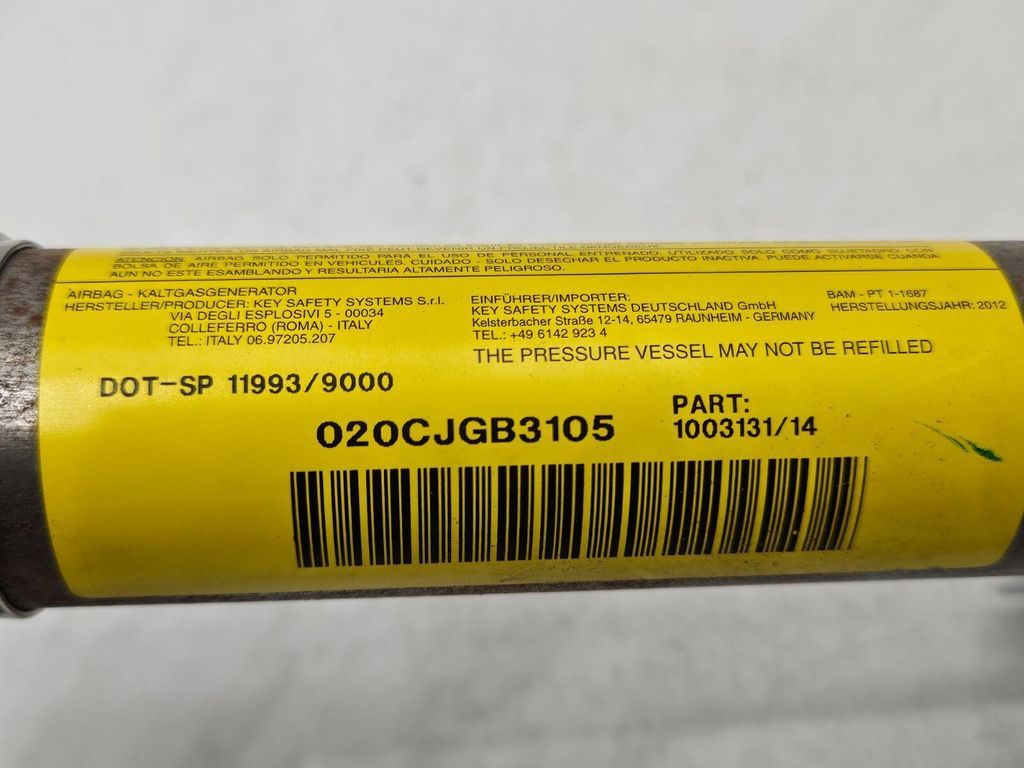 ATENCION: AIRBAG SOLO PERMITIDO PARA EL USO DE PERSONAL ENTRENADO, UTILIZADO SOLO COMO SUJETADRO CON
BOLSA DE AIRE PERMITIDO EN VEHICULES. CUIDADO - SOLO DESECHAR EL PRODUCTO INACTIVA. PUEDE ACTIVARSE CUANDA
AUN NO ESTE ESAMBLANDO Y RESULTARIA ALTAMENTE PELIGROSO.
AIRBAG - KALTGASGENERATOR
HERSTELLER/PRODUCER: KEY SAFETY SYSTEMS S.r.l.
VIA DEGLI ESPLOSIVI 5 - 00034
COLLEFERRO (ROMA) - ITALY
TEL.: ITALY 06.97205.207
EINFÜHRER/IMPORTER:
KEY SAFETY SYSTEMS DEUTSCHLAND GmbH
Kelsterbacher Straße 12-14, 65479 RAUNHEIM - GERMANY
TEL.: +49 6142 923 4
BAM - PT 1-1687
HERSTELLUNGSJAHR: 2012
THE PRESSURE VESSEL MAY NOT BE REFILLED
DOT-SP 11993/9000
020CJGB3105
PART:
1003131/14